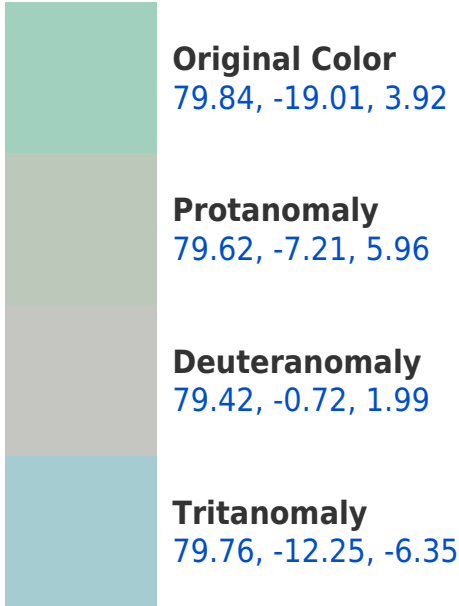 Original Color
79.84, -19.01, 3.92
Protanomaly
79.62, -7.21, 5.96
Deuteranomaly
79.42, -0.72, 1.99
Tritanomaly
79.76, -12.25, -6.35